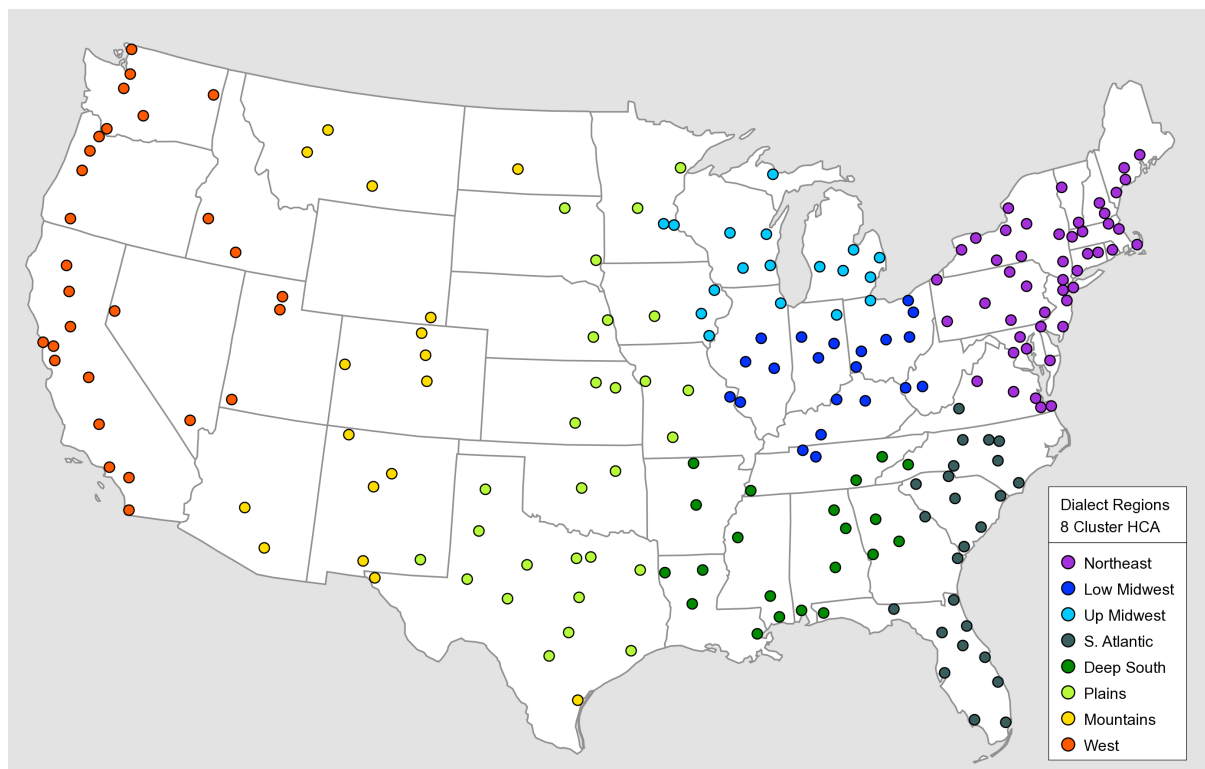 Dialect Regions
8 Cluster HCA
Northeast
Low Midwest
Up Midwest
S. Atlantic
Deep South
Plains
Mountains
West